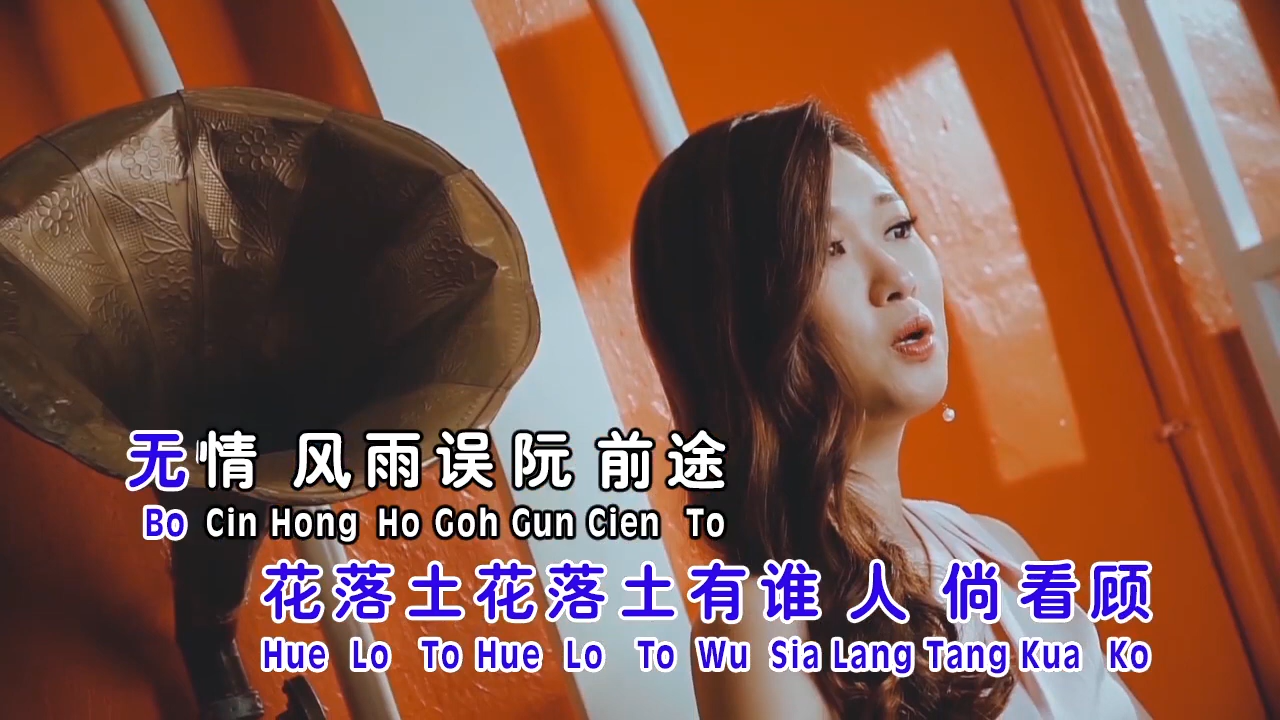 无情 风雨误阮 前途
Bo Cin Hong Ho Goh Gun Cien To
花落土花落土有谁 人 倘看顾
Hue Lo To Hue Lo To Wu Sia Lang Tang Kua Ko